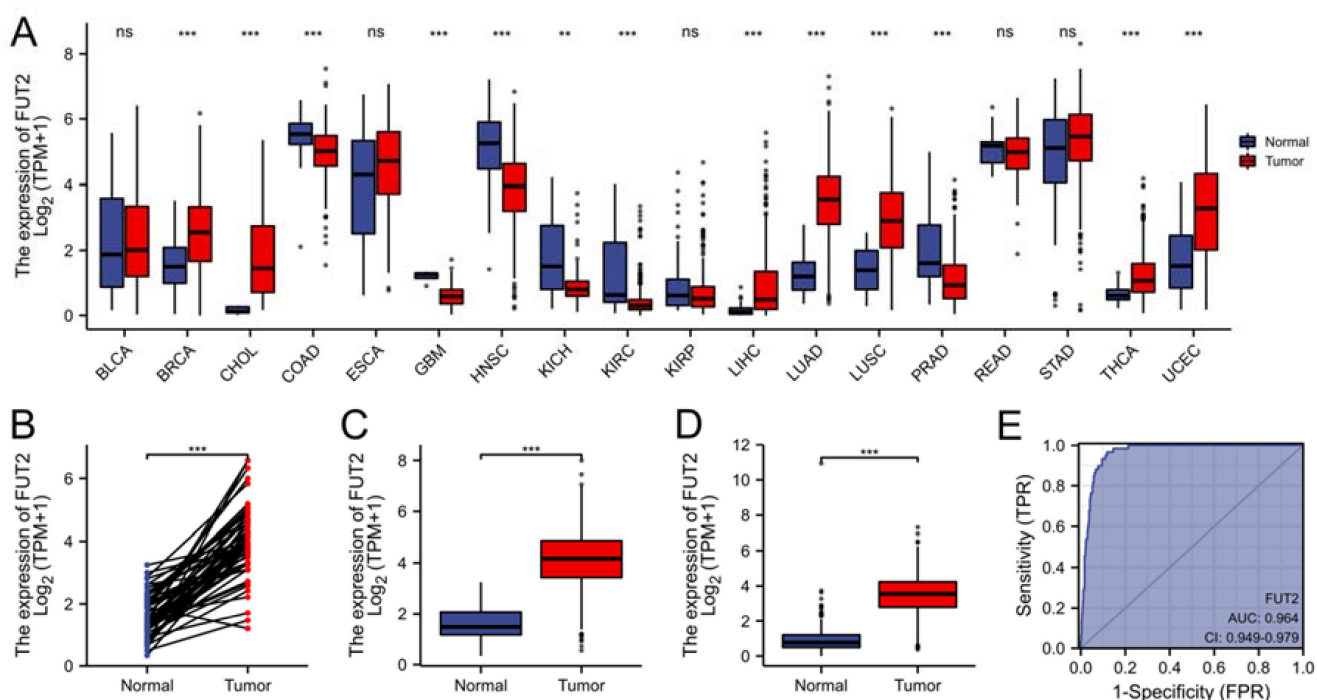 A
The expression of FUT2
Log2 (TPM+1)
8
6
4
2
0
ns *** *** *** ns *** *** ** *** ns *** *** *** *** ns ns *** ***
Normal
Tumor
BLCA BRCA CHOL COAD ESCA GBM HNSC KICH KIRC KIRP LIHC LUAD LUSC PRAD READ STAD THCA UCEC
B
The expression of FUT2
Log2 (TPM+1)
6
4
2
0
***
Normal Tumor
C
The expression of FUT2
Log2 (TPM+1)
8
6
4
2
0
***
Normal Tumor
D
The expression of FUT2
Log2 (TPM+1)
12
10
8
6
4
2
0
***
Normal Tumor
E
Sensitivity (TPR)
1.0
0.8
0.6
0.4
0.2
0.0
FUT2
AUC: 0.964
CI: 0.949-0.979
0.0 0.2 0.4 0.6 0.8 1.0
1-Specificity (FPR)